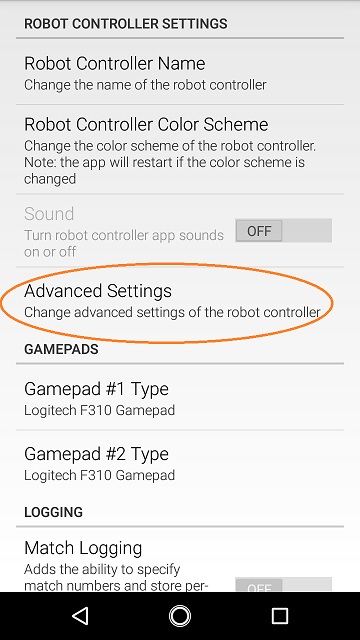 ROBOT CONTROLLER SETTINGS
Robot Controller Name
Change the name of the robot controller
Robot Controller Color Scheme
Change the color scheme of the robot controller.
Note: the app will restart if the color scheme is
changed
Sound
Turn robot controller app sounds
on or off
OFF
Advanced Settings
Change advanced settings of the robot controller
GAMEPADS
Gamepad #1 Type
Logitech F310 Gamepad
Gamepad #2 Type
Logitech F310 Gamepad
LOGGING
Match Logging
Adds the ability to specify
match numbers and store per-
OFF